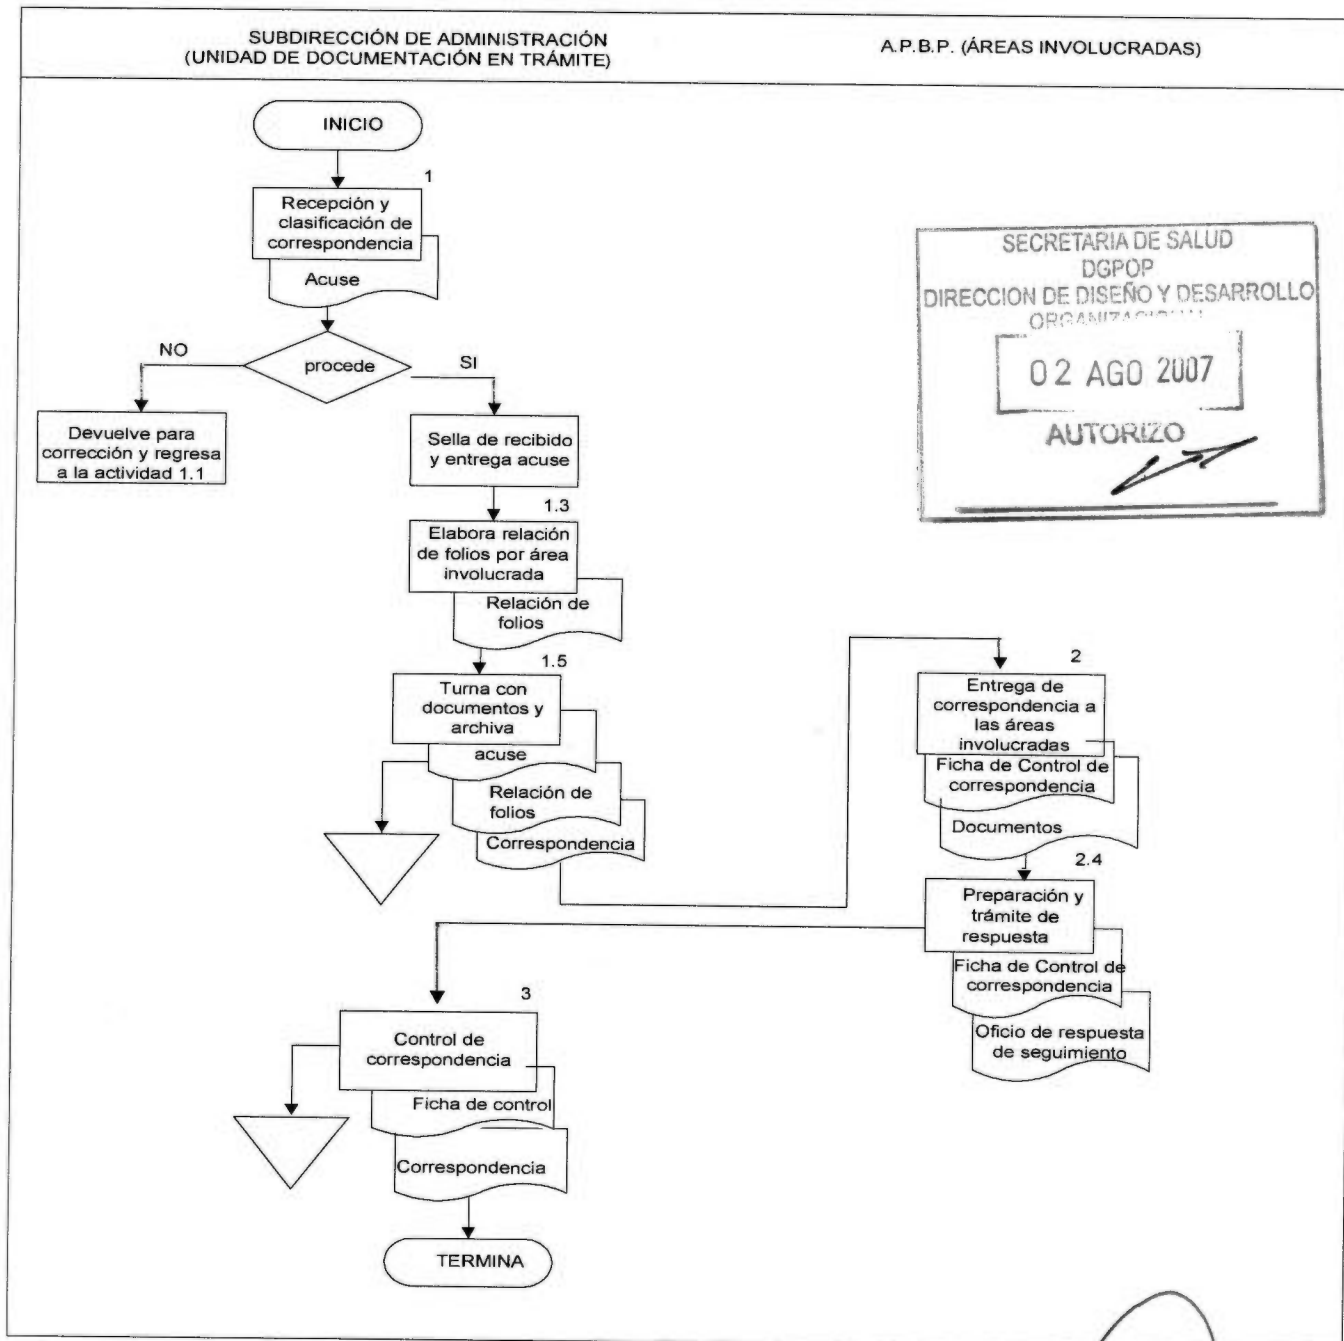 SUBDIRECCIÓN DE ADMINISTRACIÓN
(UNIDAD DE DOCUMENTACIÓN EN TRÁMITE)
A.P.B.P. (ÁREAS INVOLUCRADAS)
INICIO
1
Recepción y
clasificación de
correspondencia
Acuse
procede
NO
SI
Devuelve para
corrección y regresa
a la actividad 1.1
Sella de recibido
y entrega acuse
1.3
Elabora relación
de folios por área
involucrada
Relación de
folios
1.5
Turna con
documentos y
archiva
acuse
Relación de
folios
Correspondencia
2
Entrega de
correspondencia a
las áreas
involucradas
Ficha de Control de
correspondencia
Documentos
2.4
Preparación y
trámite de
respuesta
Ficha de Control de
correspondencia
Oficio de respuesta
de seguimiento
3
Control de
correspondencia
Ficha de control
Correspondencia
TERMINA
SECRETARIA DE SALUD
DGPOP
DIRECCION DE DISEÑO Y DESARROLLO
02 AGO 2007
AUTORIZO